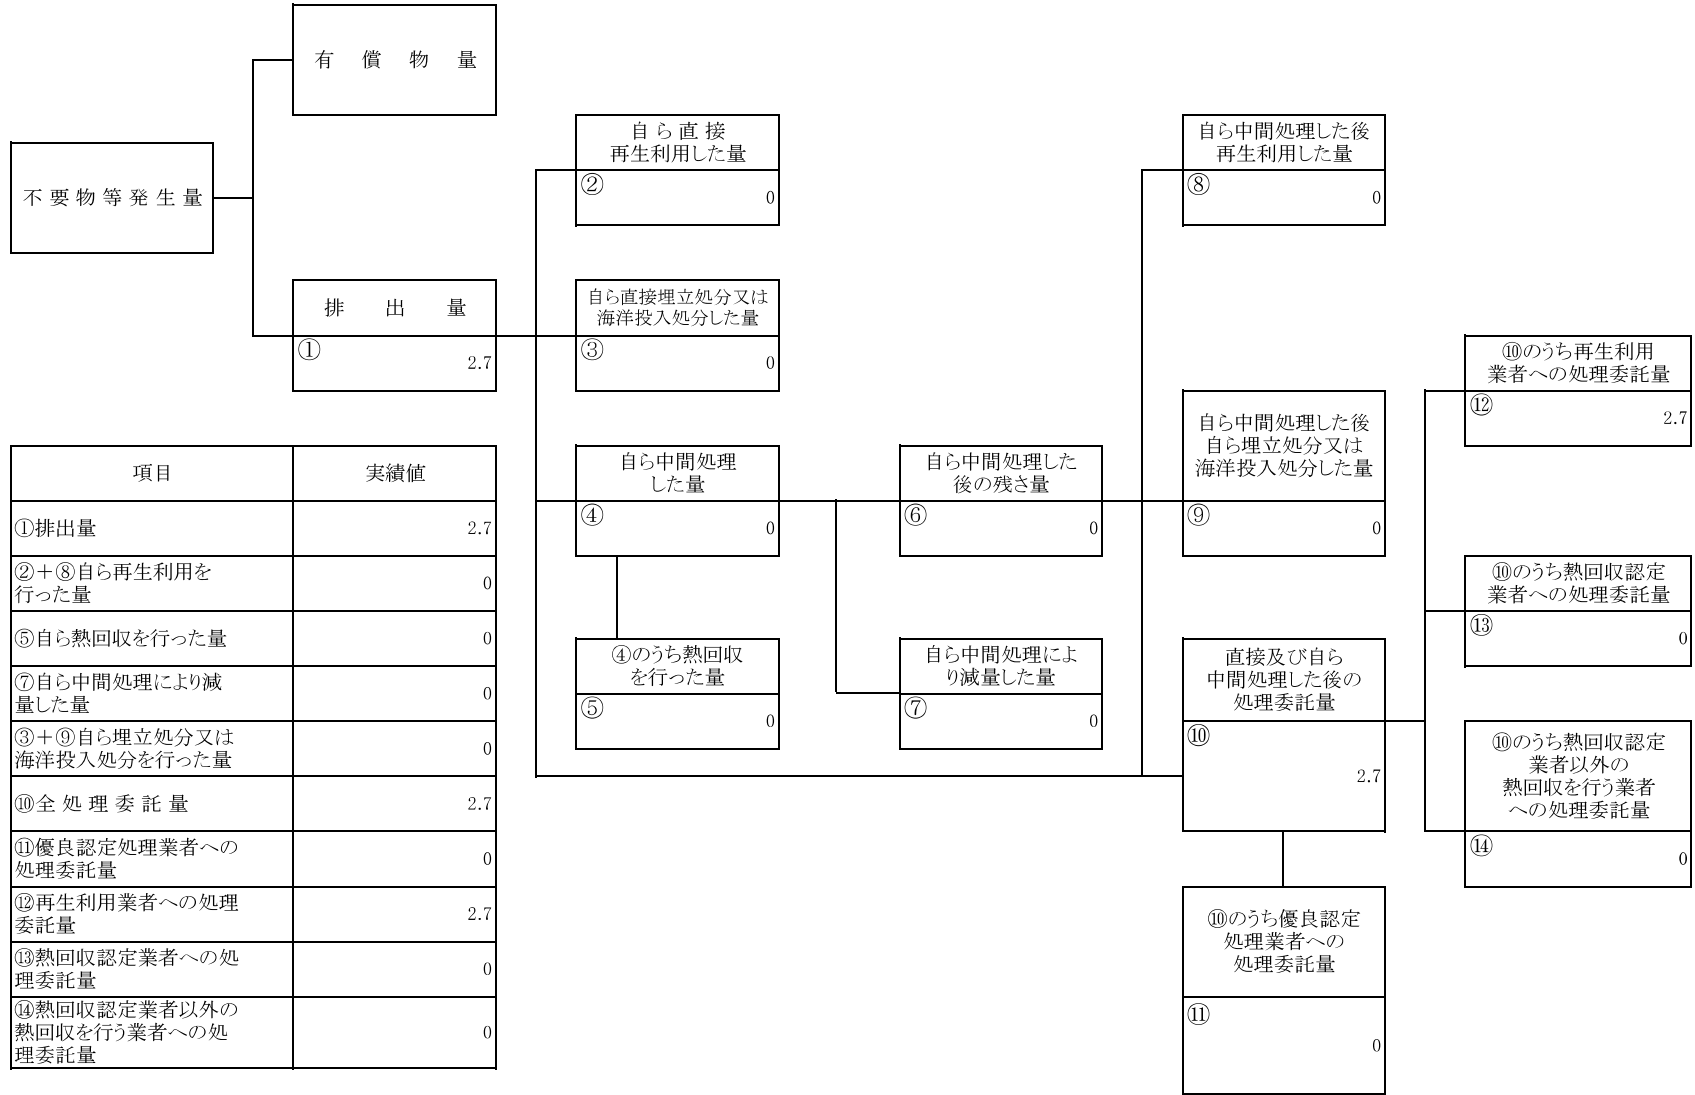 有償物量
不要物等発生量
排出量
①
2.7
自ら直接
再生利用した量
②
0
自ら直接埋立処分又は
海洋投入処分した量
③
0
自ら中間処理
した量
④
0
④のうち熱回収
を行った量
⑤
0
自ら中間処理した
後の残さ量
⑥
0
自ら中間処理によ
り減量した量
⑦
0
自ら中間処理した後
再生利用した量
⑧
0
自ら中間処理した後
自ら埋立処分又は
海洋投入処分した量
⑨
0
直接及び自ら
中間処理した後の
処理委託量
⑩
2.7
⑩のうち優良認定
処理業者への
処理委託量
⑪
0
⑩のうち再生利用
業者への処理委託量
⑫
2.7
⑩のうち熱回収認定
業者への処理委託量
⑬
0
⑩のうち熱回収認定
業者以外の
熱回収を行う業者
への処理委託量
⑭
0
項目 実績値
①排出量 2.7
②＋⑧自ら再生利用を
行った量 0
⑤自ら熱回収を行った量 0
⑦自ら中間処理により減
量した量 0
③＋⑨自ら埋立処分又は
海洋投入処分を行った量 0
⑩全処理委託量 2.7
⑪優良認定処理業者への
処理委託量 0
⑫再生利用業者への処理
委託量 2.7
⑬熱回収認定業者への処
理委託量 0
⑭熱回収認定業者以外の
熱回収を行う業者への処
理委託量 0